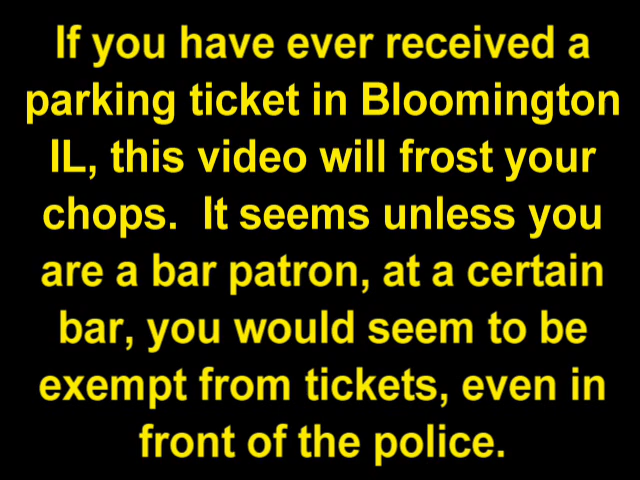 If you have ever received a
parking ticket in Bloomington
IL, this video will frost your
chops.  It seems unless you
are a bar patron, at a certain
bar, you would seem to be
exempt from tickets, even in
front of the police.